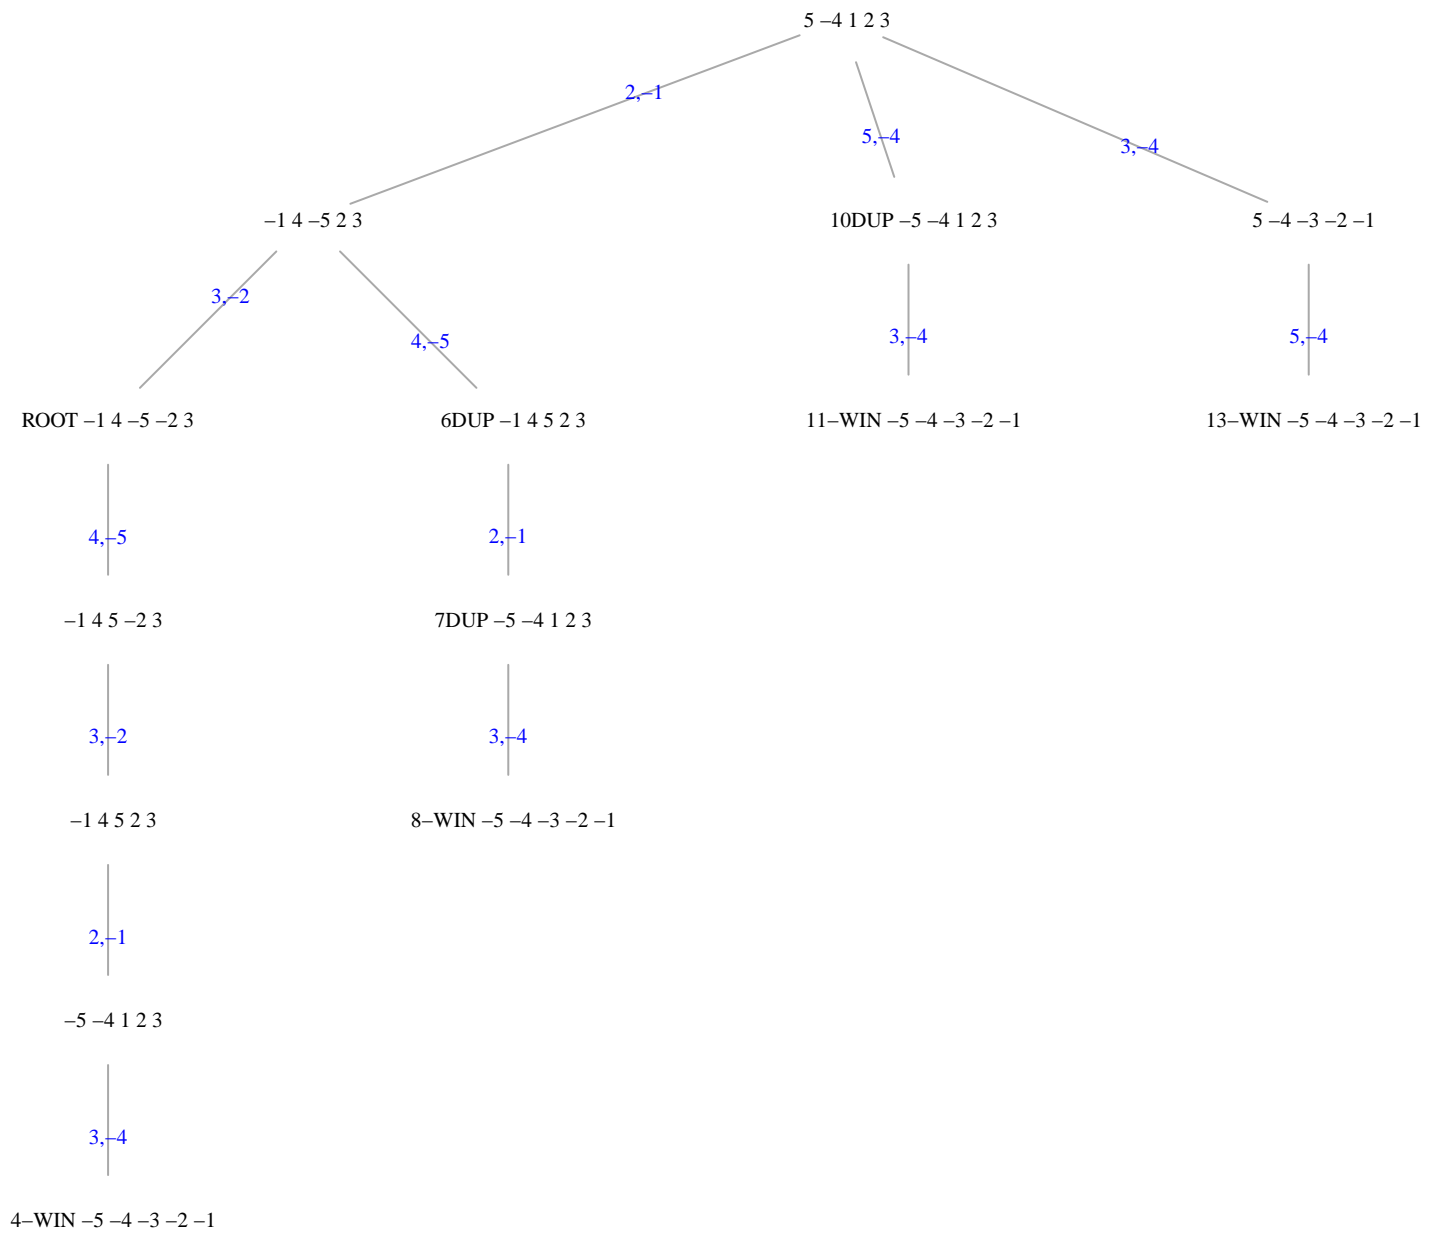 5 –4 1 2 3
2,–1
5,–4
3,–4
–1 4 –5 2 3
10DUP –5 –4 1 2 3
5 –4 –3 –2 –1
3,–2
4,–5
3,–4
5,–4
ROOT –1 4 –5 –2 3
6DUP –1 4 5 2 3
11–WIN –5 –4 –3 –2 –1
13–WIN –5 –4 –3 –2 –1
4,–5
2,–1
–1 4 5 –2 3
7DUP –5 –4 1 2 3
3,–2
3,–4
–1 4 5 2 3
8–WIN –5 –4 –3 –2 –1
2,–1
–5 –4 1 2 3
3,–4
4–WIN –5 –4 –3 –2 –1